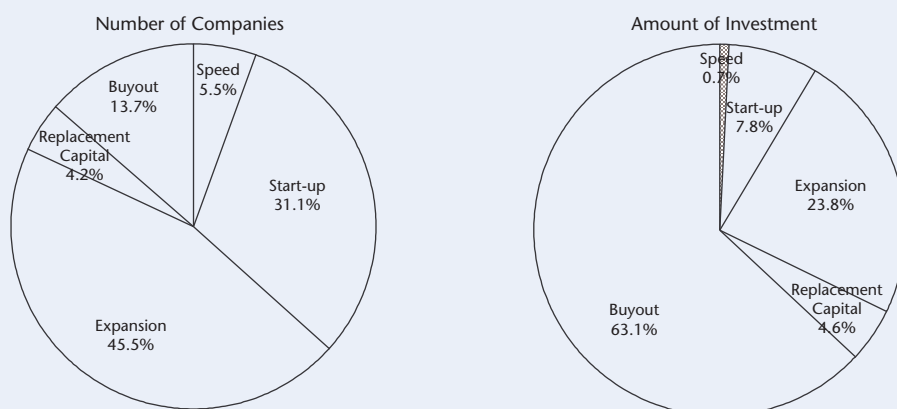 Number of Companies
Speed
5.5%
Start-up
31.1%
Expansion
45.5%
Replacement
Capital
4.2%
Buyout
13.7%
Amount of Investment
Speed
0.7%
Start-up
7.8%
Expansion
23.8%
Replacement
Capital
4.6%
Buyout
63.1%